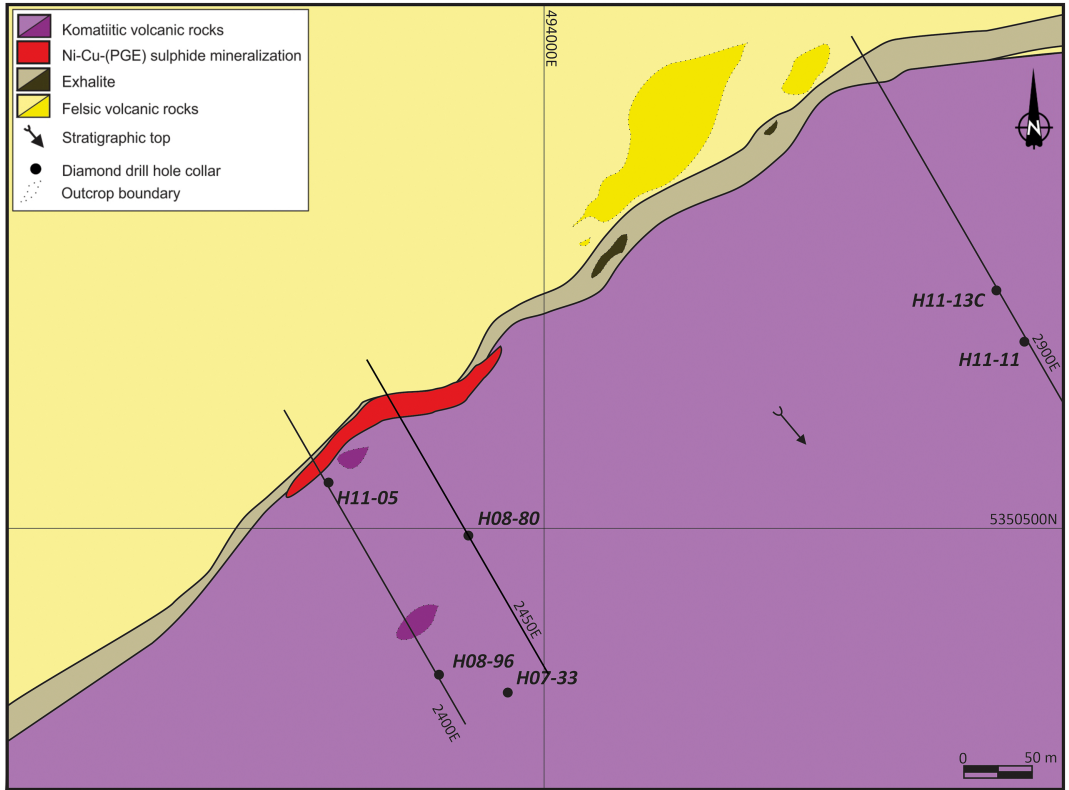 Komatiitic volcanic rocks
Ni-Cu-(PGE) sulphide mineralization
Exhalite
Felsic volcanic rocks
Stratigraphic top
Diamond drill hole collar
Outcrop boundary
494000E
N
H11-13C
H11-11
2900E
H11-05
H08-80
5350500N
2450E
H08-96
H07-33
2400E
0 50 m